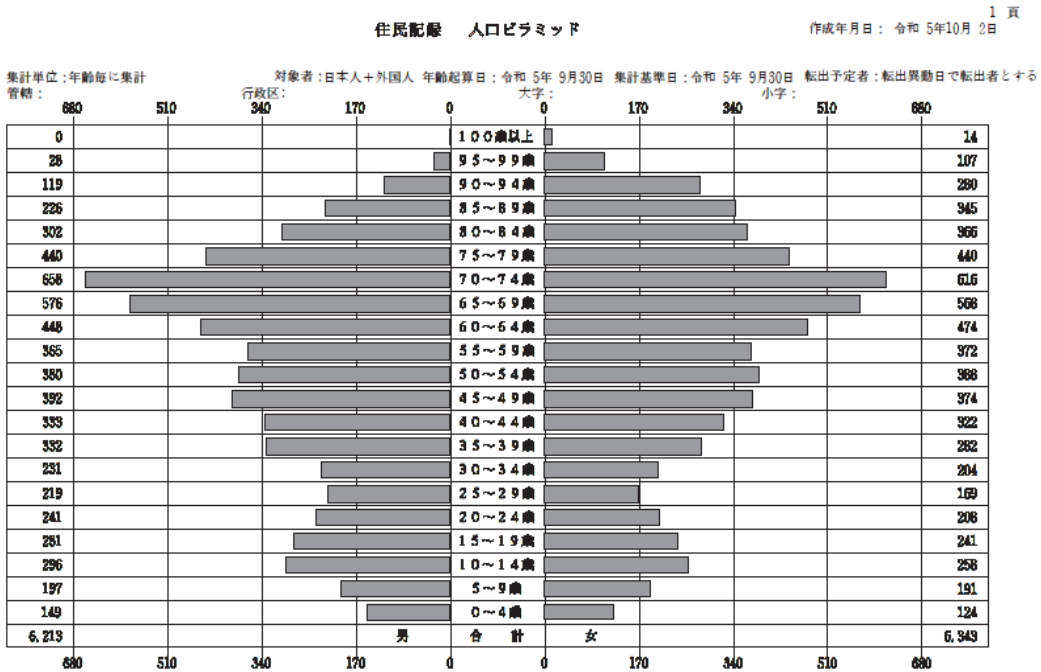 1 頁
住民記録 人口ピラミッド
作成年月日： 令和 5年10月 2日
集計単位：年齢毎に集計 対象者：日本人＋外国人 年齢起算日：令和 5年 9月30日 集計基準日：令和 5年 9月30日 転出予定者：転出異動日で転出者とする
管轄： 行政区： 大字： 小字：
680 510 340 170 0 0 170 340 510 680
0 100歳以上 14
28 95～99歳 107
119 90～94歳 280
226 85～89歳 345
302 80～84歳 366
440 75～79歳 440
658 70～74歳 616
576 65～69歳 568
448 60～64歳 474
365 55～59歳 372
380 50～54歳 388
392 45～49歳 374
333 40～44歳 322
332 35～39歳 282
231 30～34歳 204
219 25～29歳 169
241 20～24歳 208
281 15～19歳 241
296 10～14歳 258
197 5～9歳 191
149 0～4歳 124
6,213 男 合 計 女 6,343
680 510 340 170 0 0 170 340 510 680